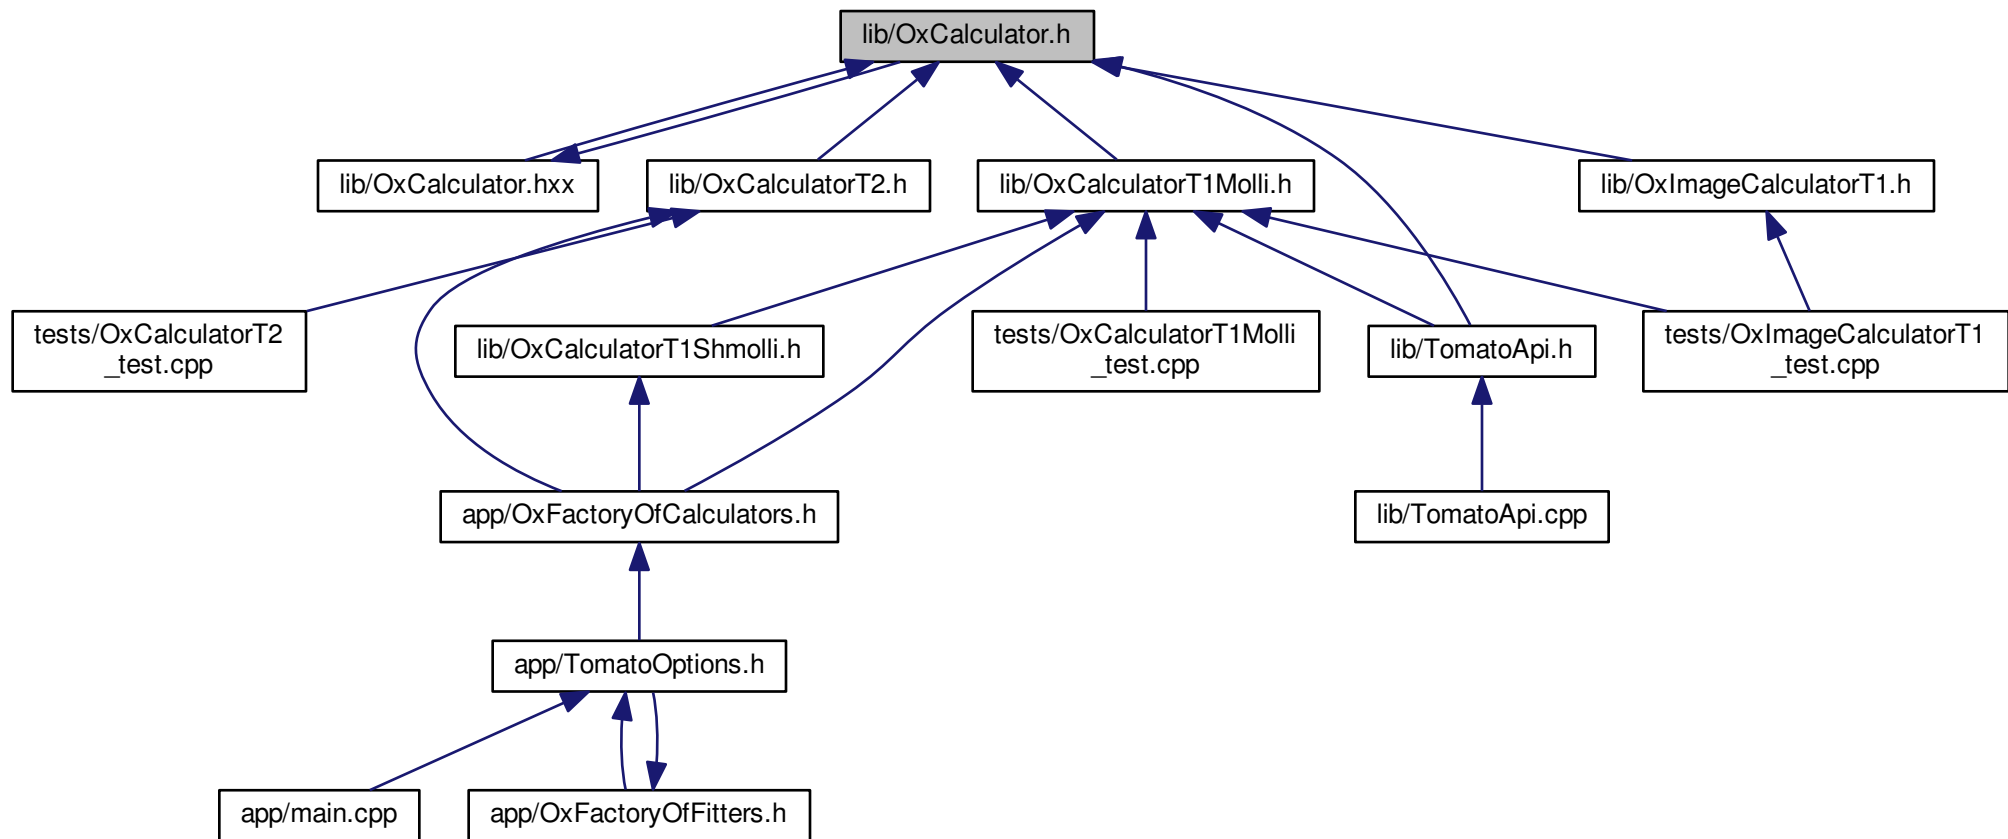 lib/OxCalculator.h
lib/OxCalculator.hxx
lib/OxCalculatorT2.h
lib/OxCalculatorT1Molli.h
lib/OxImageCalculatorT1.h
tests/OxCalculatorT2
_test.cpp
lib/OxCalculatorT1Shmolli.h
tests/OxCalculatorT1Molli
_test.cpp
lib/TomatoApi.h
tests/OxImageCalculatorT1
_test.cpp
app/OxFactoryOfCalculators.h
lib/TomatoApi.cpp
app/TomatoOptions.h
app/main.cpp
app/OxFactoryOfFitters.h